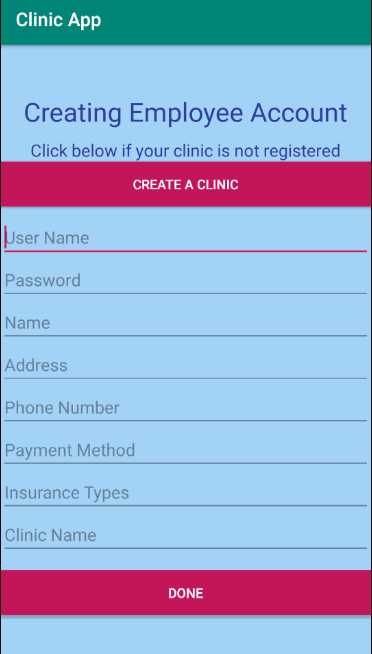 Clinic App
Creating Employee Account
Click below if your clinic is not registered
CREATE A CLINIC
User Name
Password
Name
Address
Phone Number
Payment Method
Insurance Types
Clinic Name
DONE